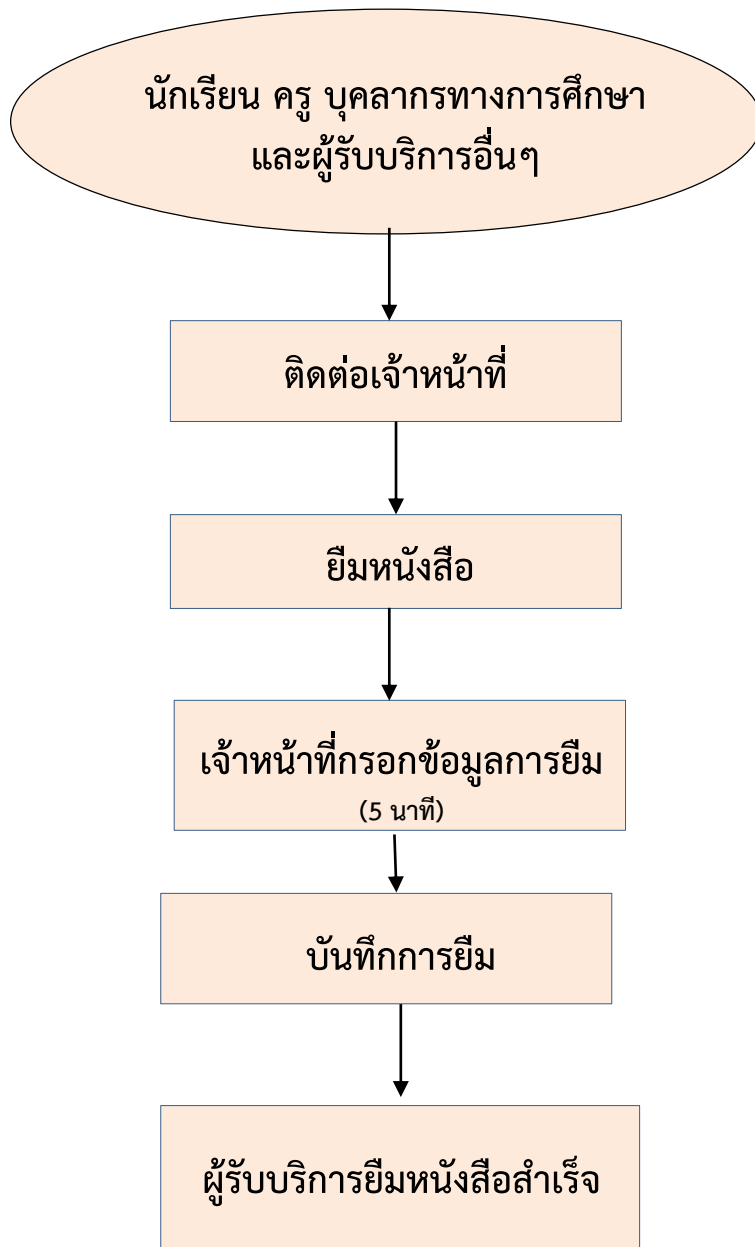 นักเรียน ครู บุคลากรทางการศึกษา
และผู้รับบริการอื่นๆ
ติดต่อเจ้าหน้าที่
ยืมหนังสือ
เจ้าหน้าที่กรอกข้อมูลการยืม
(5 นาที)
บันทึกการยืม
ผู้รับบริการยืมหนังสือสำเร็จ